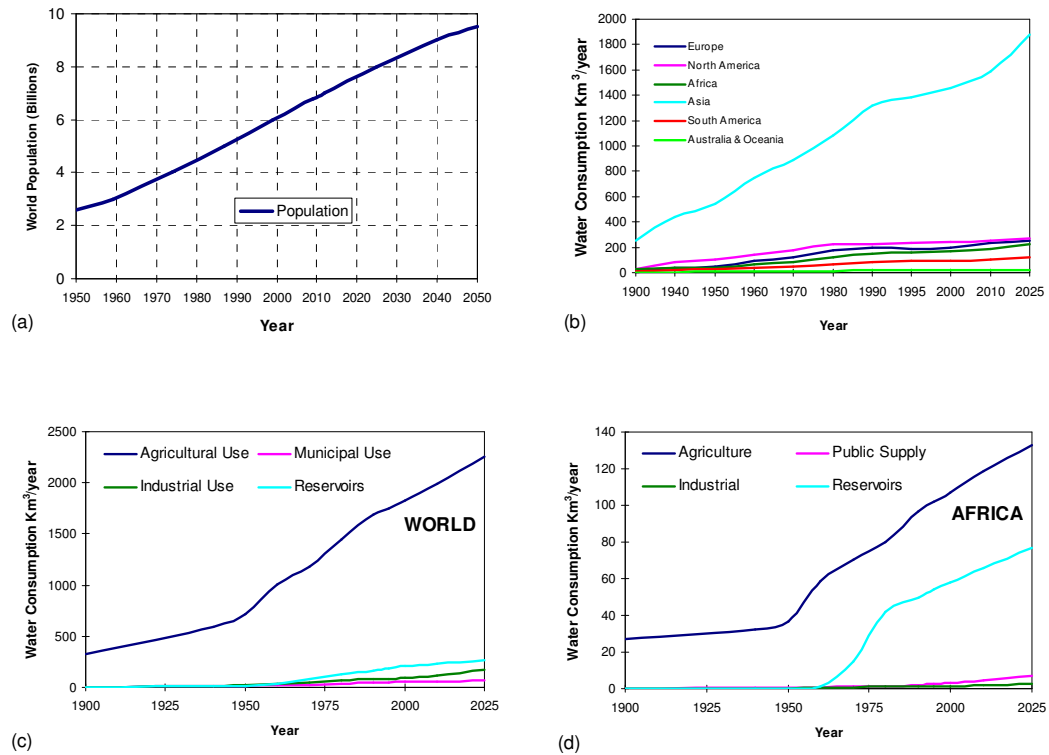 World Population (Billions)
10
8
6
4
2
0
Population
1950 1960 1970 1980 1990 2000 2010 2020 2030 2040 2050
Year
(a)
Water Consumption Km³/year
2000
1800
1600
1400
1200
1000
800
600
400
200
0
Europe
North America
Africa
Asia
South America
Australia & Oceania
1900 1940 1950 1960 1970 1980 1990 1995 2000 2010 2025
Year
(b)
Water Consumption Km³/year
2500
2000
1500
1000
500
0
Agricultural Use Municipal Use
Industrial Use Reservoirs
WORLD
1900 1925 1950 1975 2000 2025
Year
(c)
Water Consumption Km³/year
140
120
100
80
60
40
20
0
Agriculture Public Supply
Industrial Reservoirs
AFRICA
1900 1925 1950 1975 2000 2025
Year
(d)